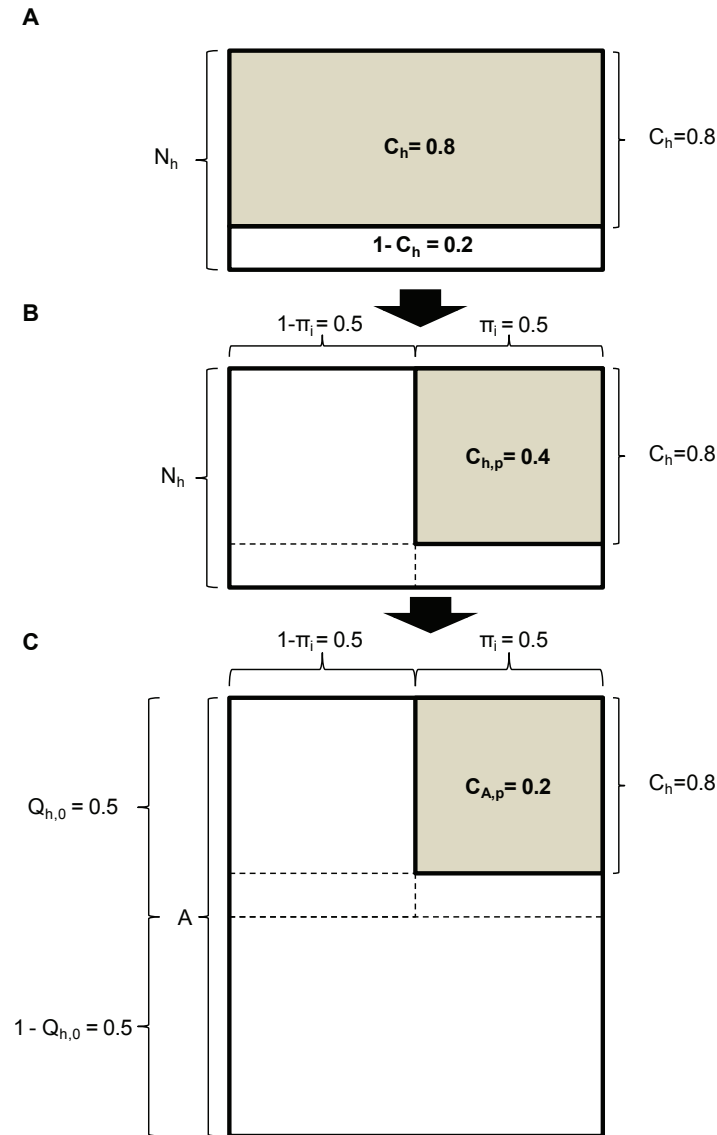 A
N_h
C_h= 0.8
C_h=0.8
1- C_h = 0.2
B
1-π_i = 0.5
π_i = 0.5
N_h
C_h,p= 0.4
C_h=0.8
C
1-π_i = 0.5
π_i = 0.5
Q_h,0 = 0.5
C_A,p= 0.2
C_h=0.8
A
1 - Q_h,0 = 0.5